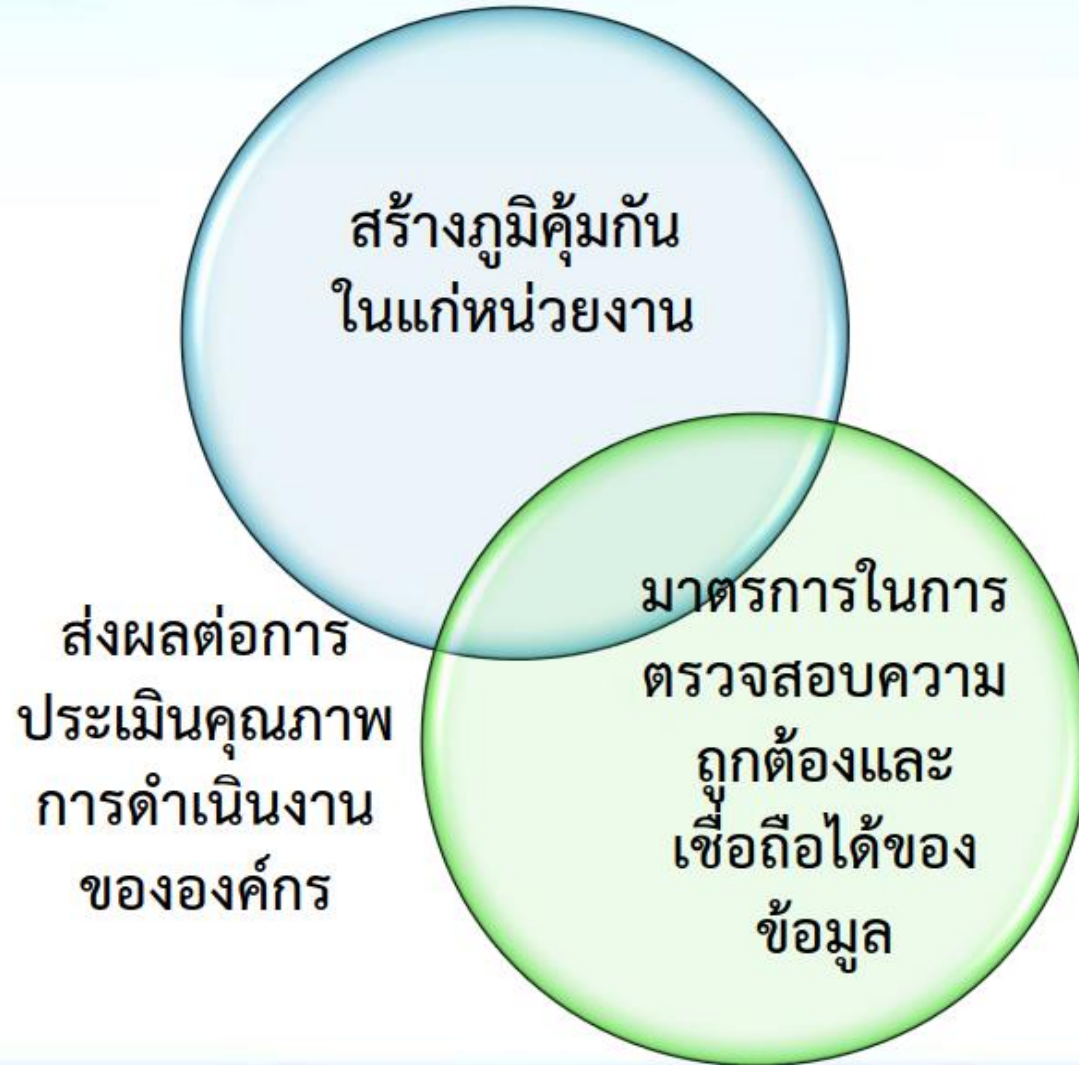 สร้างภูมิคุ้มกัน
ในแก่หน่วยงาน
มาตรการในการ
ตรวจสอบความ
ถูกต้องและ
เชื่อถือได้ของ
ข้อมูล
ส่งผลต่อการ
ประเมินคุณภาพ
การดำเนินงาน
ขององค์กร